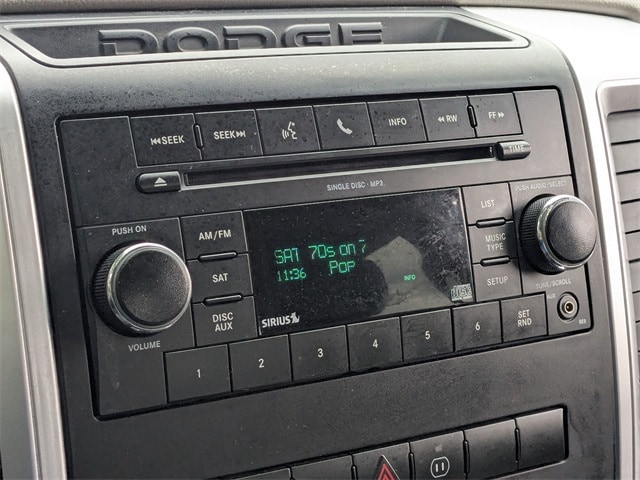 DODGE
SEEK SEEK INFO RW FF
TIME
SINGLE DISC · MP3
PUSH ON PUSH AUDIO/SELECT
AM/FM LIST
SAT SAT 70s on 7 MUSIC TYPE
11:36 POP INFO SETUP
DISC AUX
SIRIUS
TUNE/SCROLL
AUX
VOLUME
1 2 3 4 5 6 SET RND